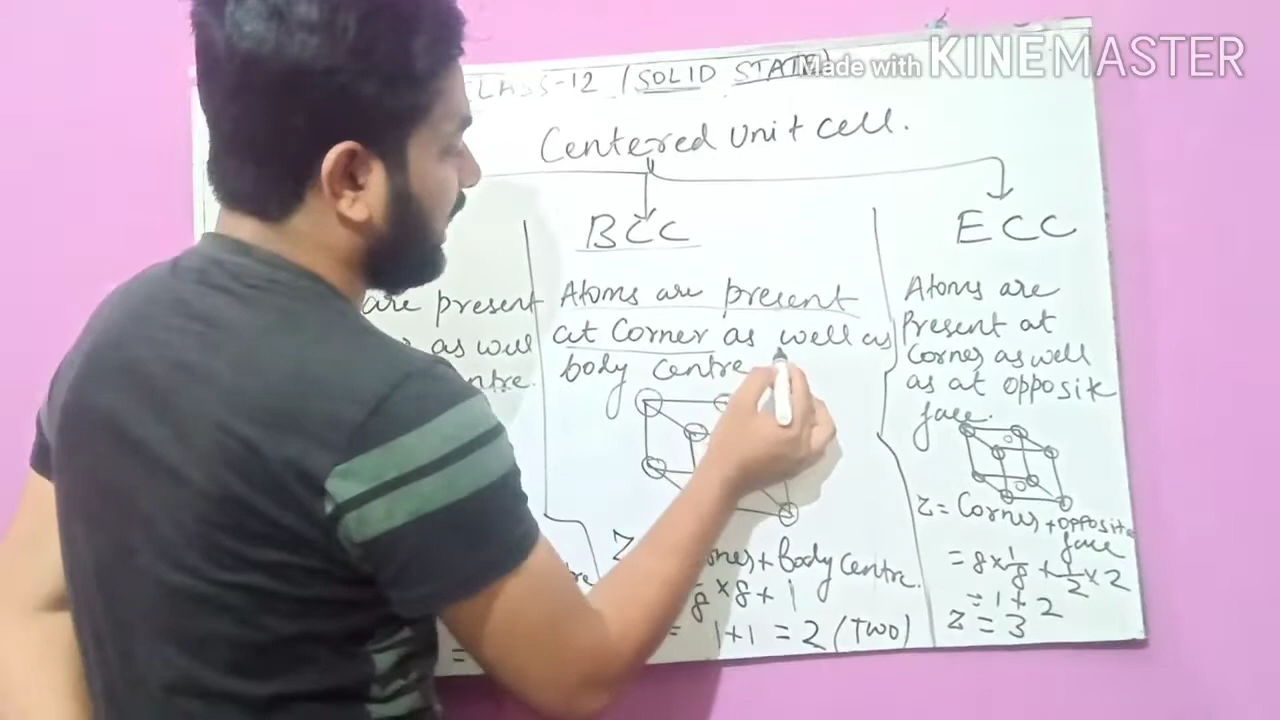 Made with KINEMASTER
CLASS-12 (SOLID STATE)
Centered unit cell.
BCC
ECC
are present
as well
ntre.
Atoms are present
at Corner as well as
body centre
Atoms are
Present at
Corner as well
as at opposite
face.
ones + body centre.
8 × 8 + 1
= 1+1 = 2 (TWO)
Z = Corner + opposite
face
= 8 × 1/8 + 1/2 × 2
= 1 + 2
Z = 3